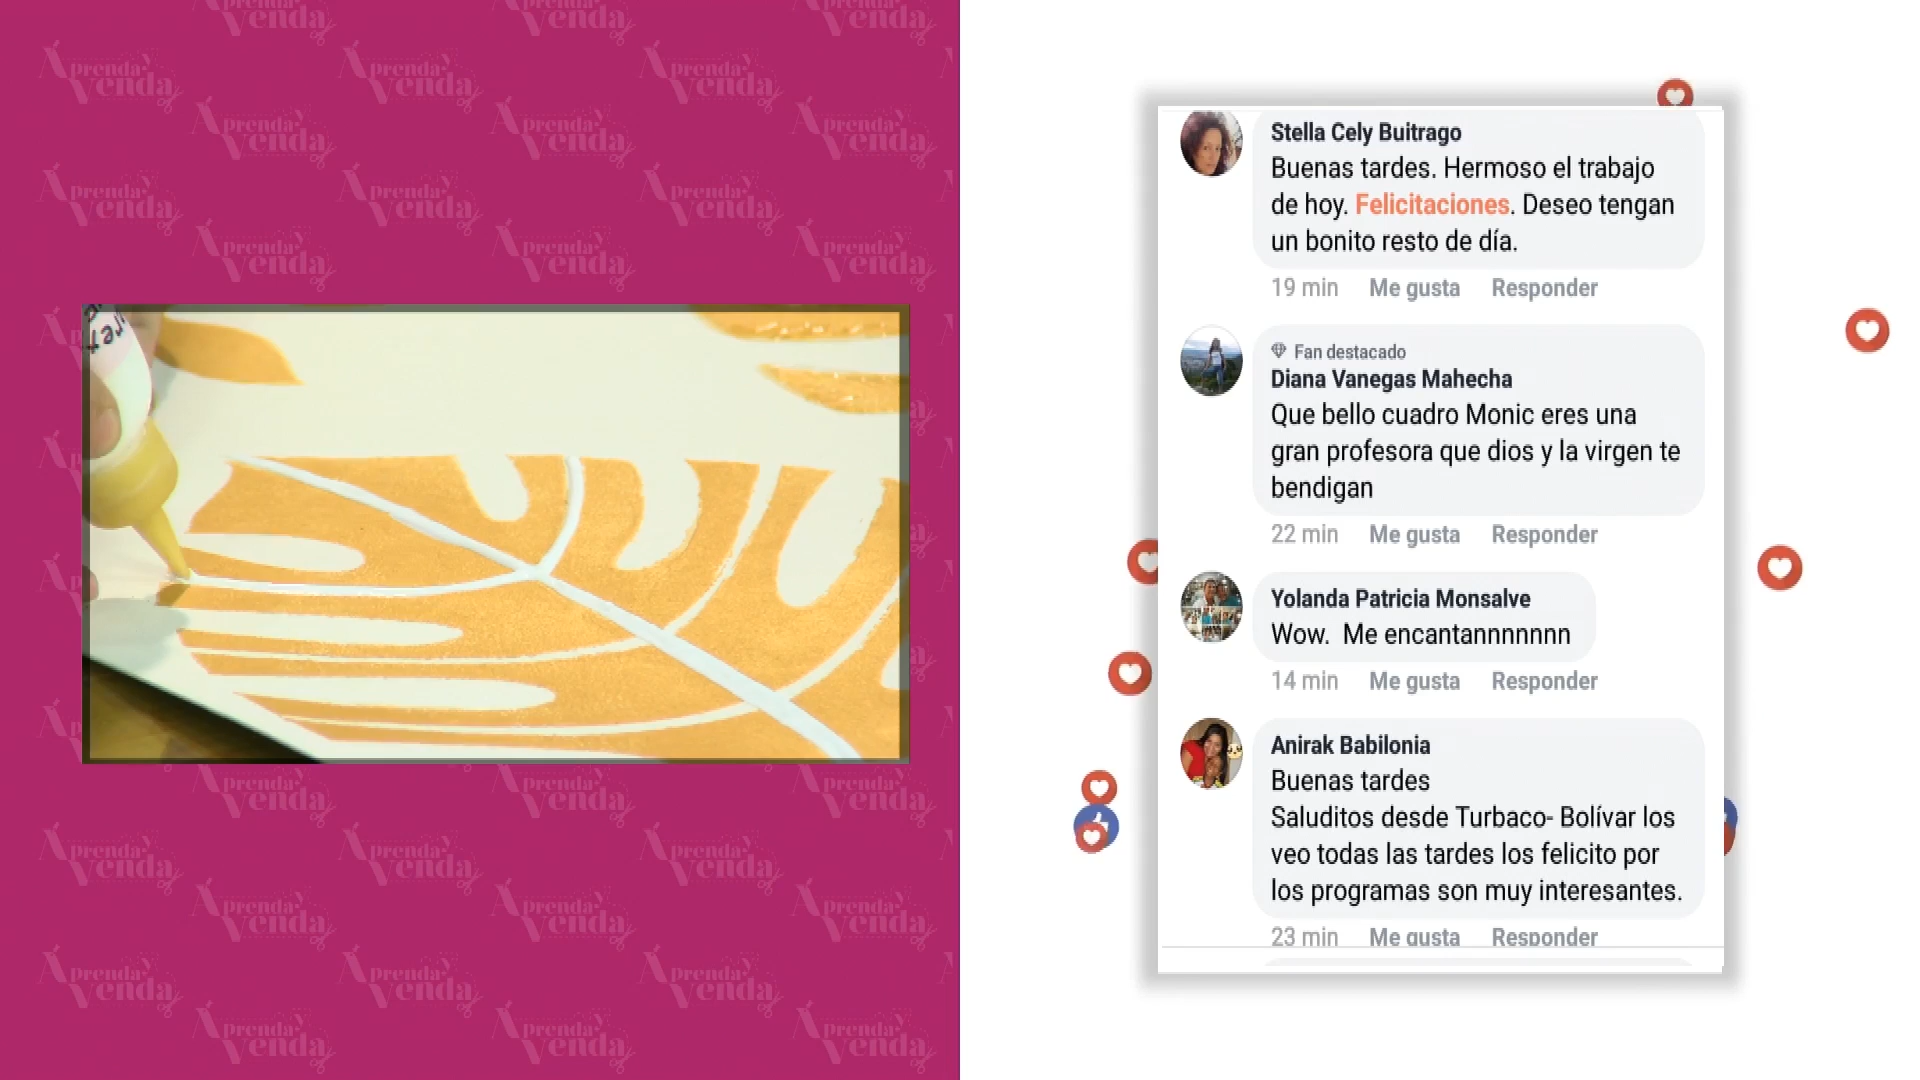 Aprenda y
Venda
Stella Cely Buitrago
Buenas tardes. Hermoso el trabajo
de hoy. Felicitaciones. Deseo tengan
un bonito resto de día.
19 min Me gusta Responder
Fan destacado
Diana Vanegas Mahecha
Que bello cuadro Monic eres una
gran profesora que dios y la virgen te
bendigan
22 min Me gusta Responder
Yolanda Patricia Monsalve
Wow. Me encantannnnnnn
14 min Me gusta Responder
Anirak Babilonia
Buenas tardes
Saluditos desde Turbaco- Bolívar los
veo todas las tardes los felicito por
los programas son muy interesantes.
23 min Me gusta Responder